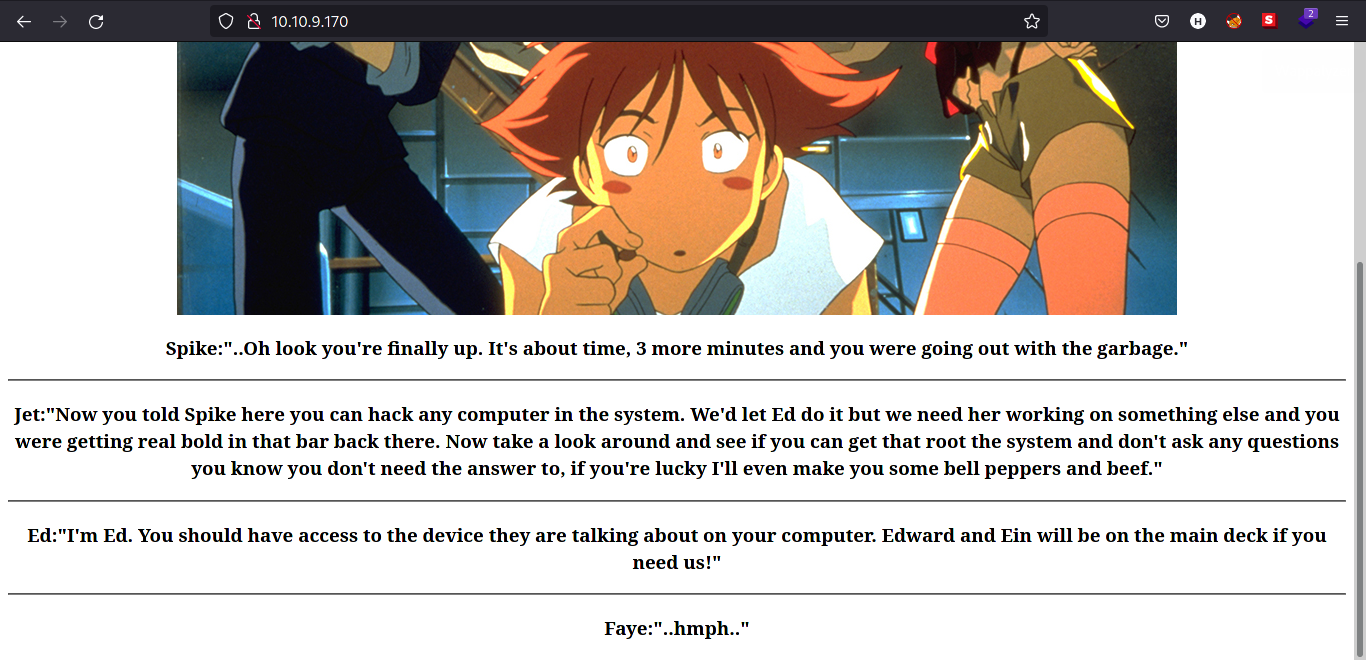 10.10.9.170
H
S
2
Spike:"..Oh look you're finally up. It's about time, 3 more minutes and you were going out with the garbage."
Jet:"Now you told Spike here you can hack any computer in the system. We'd let Ed do it but we need her working on something else and you
were getting real bold in that bar back there. Now take a look around and see if you can get that root the system and don't ask any questions
you know you don't need the answer to, if you're lucky I'll even make you some bell peppers and beef."
Ed:"I'm Ed. You should have access to the device they are talking about on your computer. Edward and Ein will be on the main deck if you
need us!"
Faye:"..hmph.."